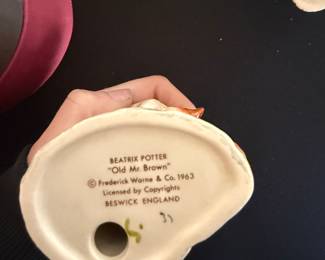 BEATRIX POTTER
"Old Mr. Brown"
© Frederick Warne & Co. 1963
Licensed by Copyrights
BESWICK ENGLAND